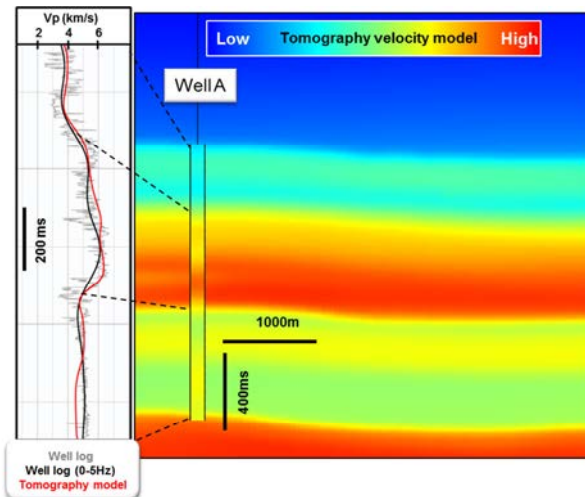 Vp (km/s)
2 4 6
Low Tomography velocity model High
Well A
200 ms
1000m
400ms
Well log
Well log (0-5Hz)
Tomography model